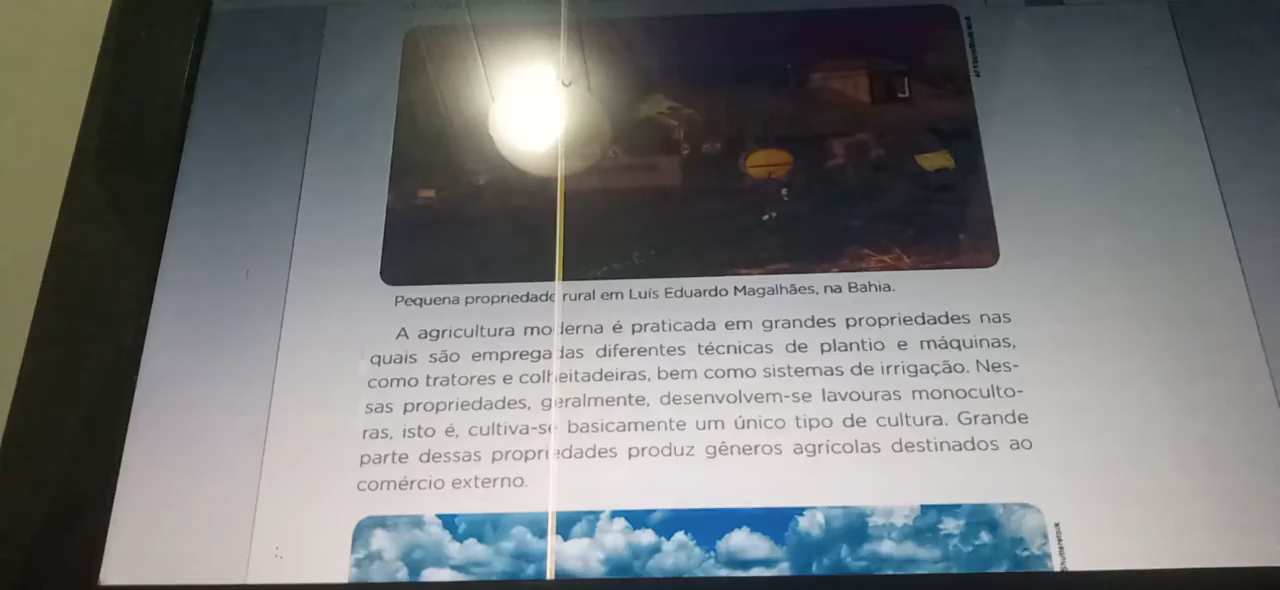 Pequena propriedade rural em Luís Eduardo Magalhães, na Bahia.
A agricultura moderna é praticada em grandes propriedades nas
quais são empregadas diferentes técnicas de plantio e máquinas,
como tratores e colheitadeiras, bem como sistemas de irrigação. Nes-
sas propriedades, geralmente, desenvolvem-se lavouras monoculto-
ras, isto é, cultiva-se basicamente um único tipo de cultura. Grande
parte dessas propriedades produz gêneros agrícolas destinados ao
comércio externo.
Shutterstock